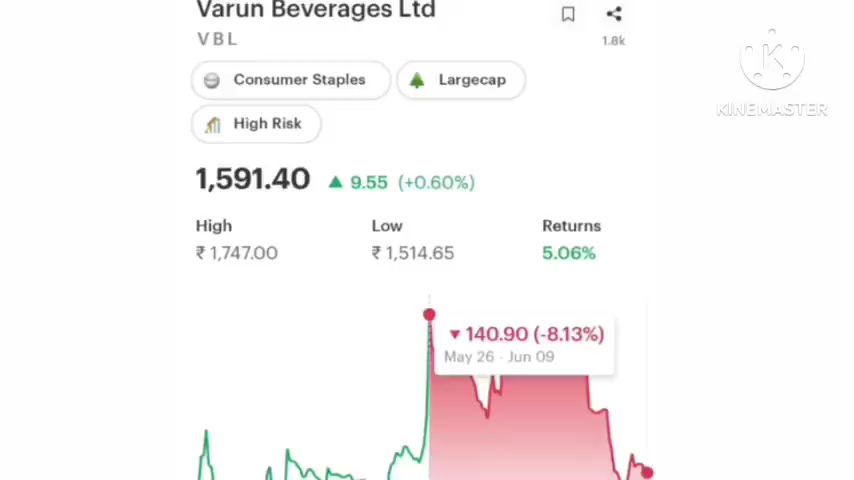 Varun Beverages Ltd
VBL
1.8k
Consumer Staples
Largecap
High Risk
1,591.40 ▲ 9.55 (+0.60%)
High Low Returns
₹ 1,747.00 ₹ 1,514.65 5.06%
▼ 140.90 (-8.13%)
May 26 - Jun 09
K
KINEMASTER